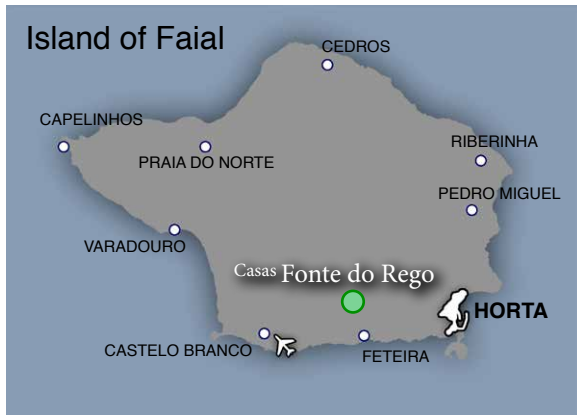 Island of Faial
CEDROS
CAPELINHOS
PRAIA DO NORTE
RIBERINHA
PEDRO MIGUEL
VARADOURO
Casas Fonte do Rego
HORTA
CASTELO BRANCO
FETEIRA